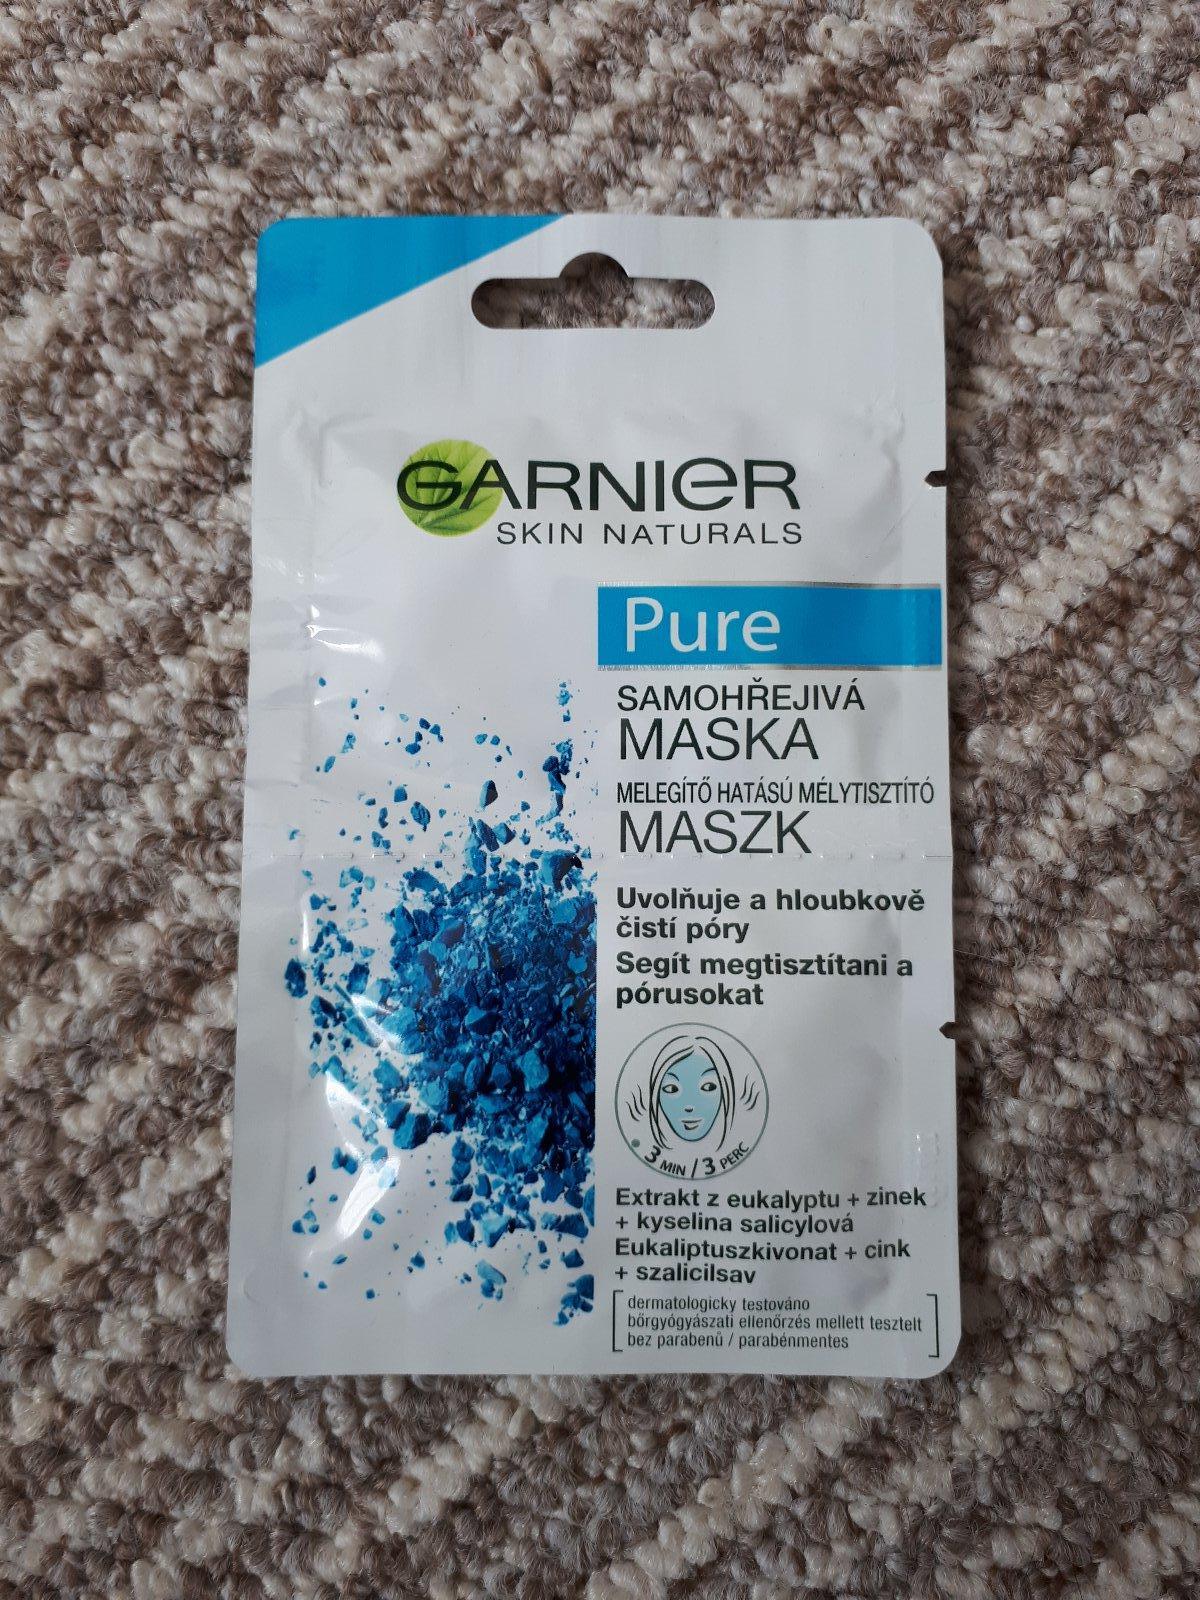 GARNIER
SKIN NATURALS
Pure
SAMOHŘEJIVÁ
MASKA
MELEGÍTŐ HATÁSÚ MÉLYTISZTÍTÓ
MASZK
Uvolňuje a hloubkově
čistí póry
Segít megtisztítani a
pórusokat
3 MIN / 3 PERC
Extrakt z eukalyptu + zinek
+ kyselina salicylová
Eukaliptuszkivonat + cink
+ szalicilsav
dermatologicky testováno
bőrgyógyászati ellenőrzés mellett tesztelt
bez parabenů / parabénmentes